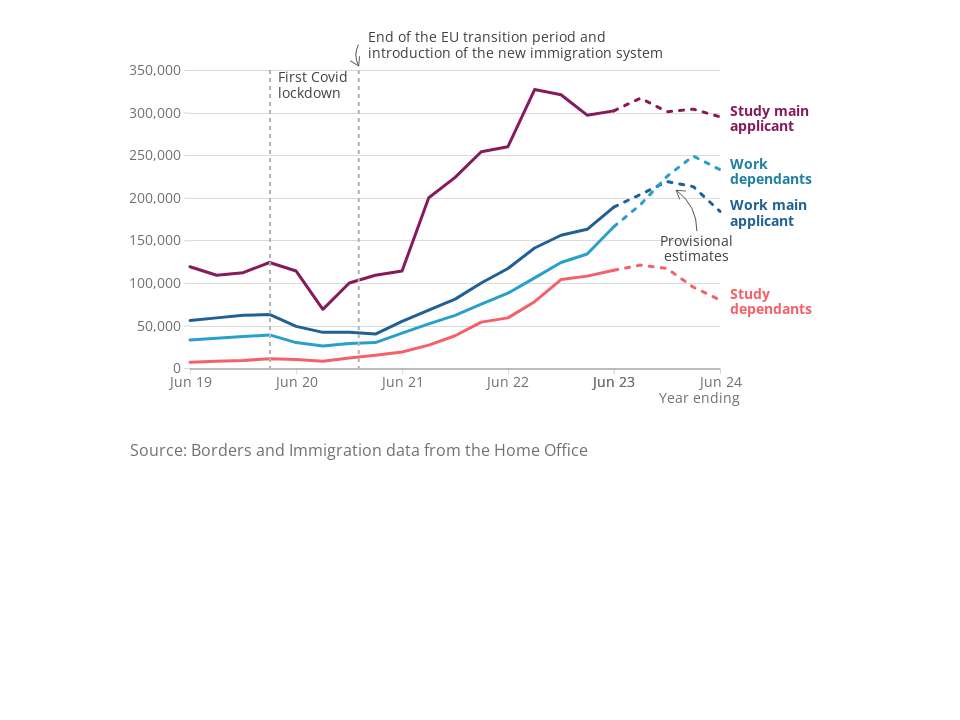 End of the EU transition period and
introduction of the new immigration system
350,000
First Covid
lockdown
300,000
Study main
applicant
250,000
Work
dependants
200,000
Work main
applicant
150,000
Provisional
estimates
100,000
Study
dependants
50,000
0
Jun 19
Jun 20
Jun 21
Jun 22
Jun 23
Jun 24
Year ending
Source: Borders and Immigration data from the Home Office